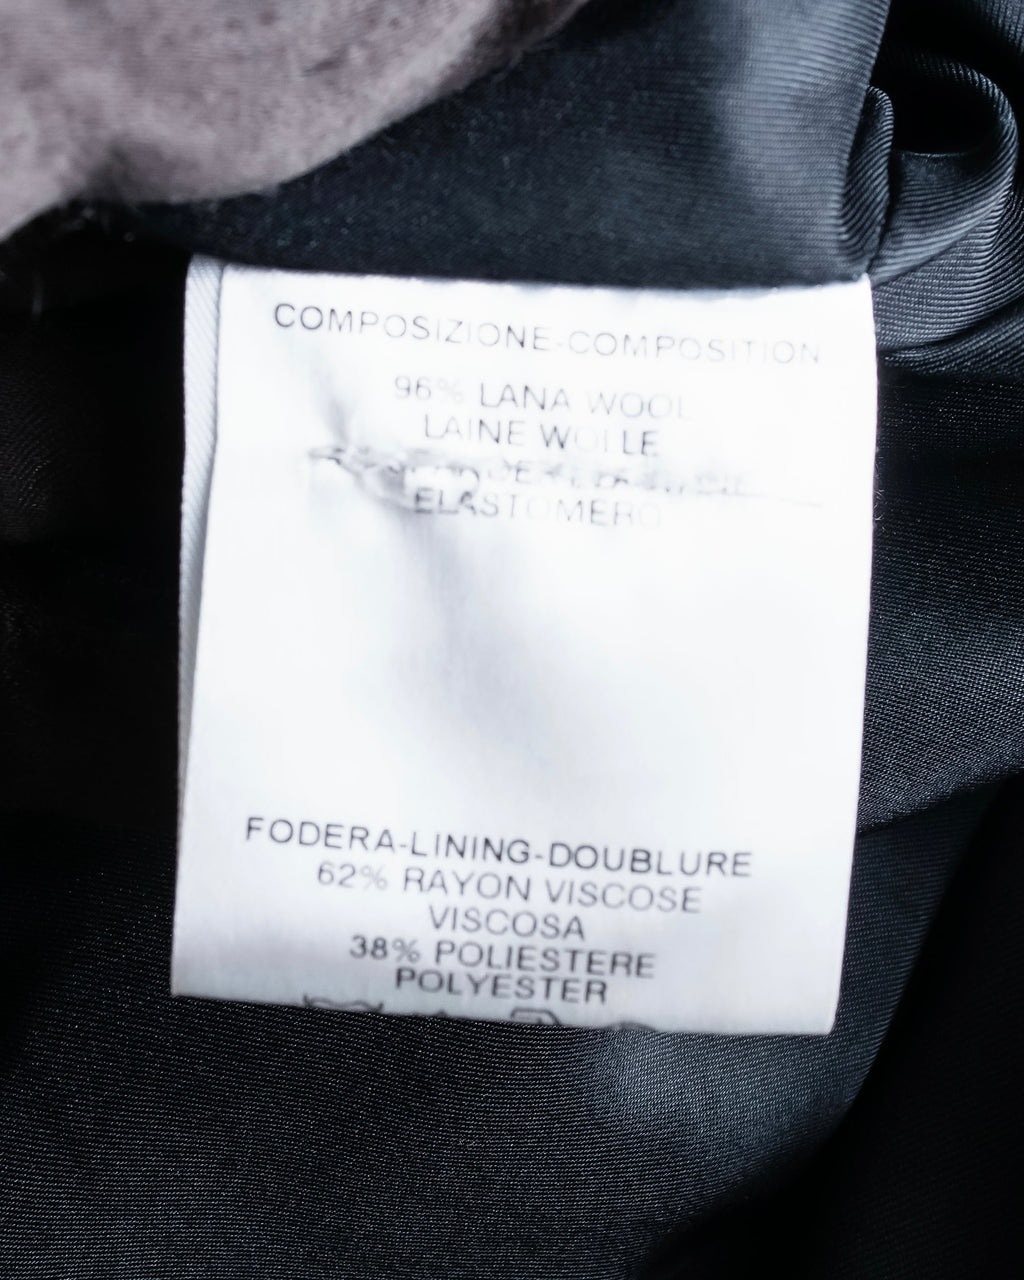 COMPOSIZIONE-COMPOSITION
96% LANA WOOL
LAINE WOLLE
ELASTOMERO
FODERA-LINING-DOUBLURE
62% RAYON VISCOSE
VISCOSA
38% POLIESTERE
POLYESTER